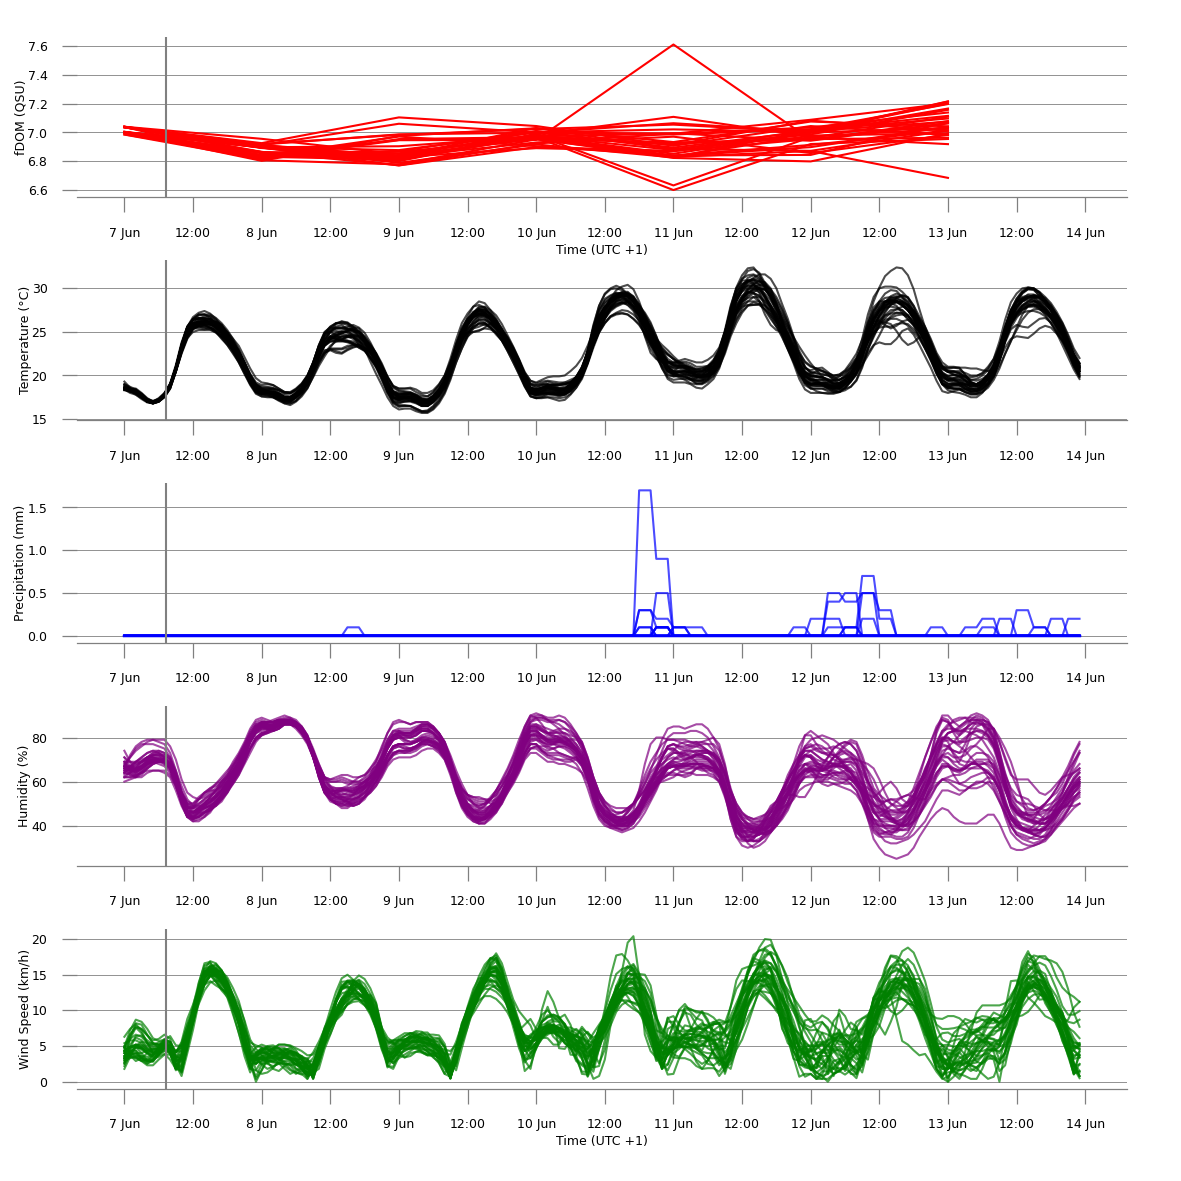 fDOM (QSU)
7.6
7.4
7.2
7.0
6.8
6.6
7 Jun 12:00 8 Jun 12:00 9 Jun 12:00 10 Jun 12:00 11 Jun 12:00 12 Jun 12:00 13 Jun 12:00 14 Jun
Time (UTC +1)
Temperature (°C)
30
25
20
15
7 Jun 12:00 8 Jun 12:00 9 Jun 12:00 10 Jun 12:00 11 Jun 12:00 12 Jun 12:00 13 Jun 12:00 14 Jun
Precipitation (mm)
1.5
1.0
0.5
0.0
7 Jun 12:00 8 Jun 12:00 9 Jun 12:00 10 Jun 12:00 11 Jun 12:00 12 Jun 12:00 13 Jun 12:00 14 Jun
Humidity (%)
80
60
40
7 Jun 12:00 8 Jun 12:00 9 Jun 12:00 10 Jun 12:00 11 Jun 12:00 12 Jun 12:00 13 Jun 12:00 14 Jun
Wind Speed (km/h)
20
15
10
5
0
7 Jun 12:00 8 Jun 12:00 9 Jun 12:00 10 Jun 12:00 11 Jun 12:00 12 Jun 12:00 13 Jun 12:00 14 Jun
Time (UTC +1)